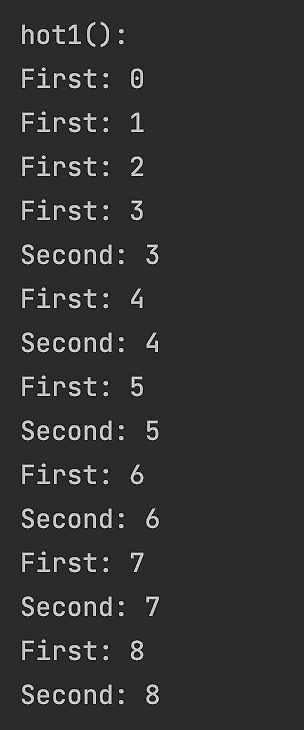 hot1():
First: 0
First: 1
First: 2
First: 3
Second: 3
First: 4
Second: 4
First: 5
Second: 5
First: 6
Second: 6
First: 7
Second: 7
First: 8
Second: 8